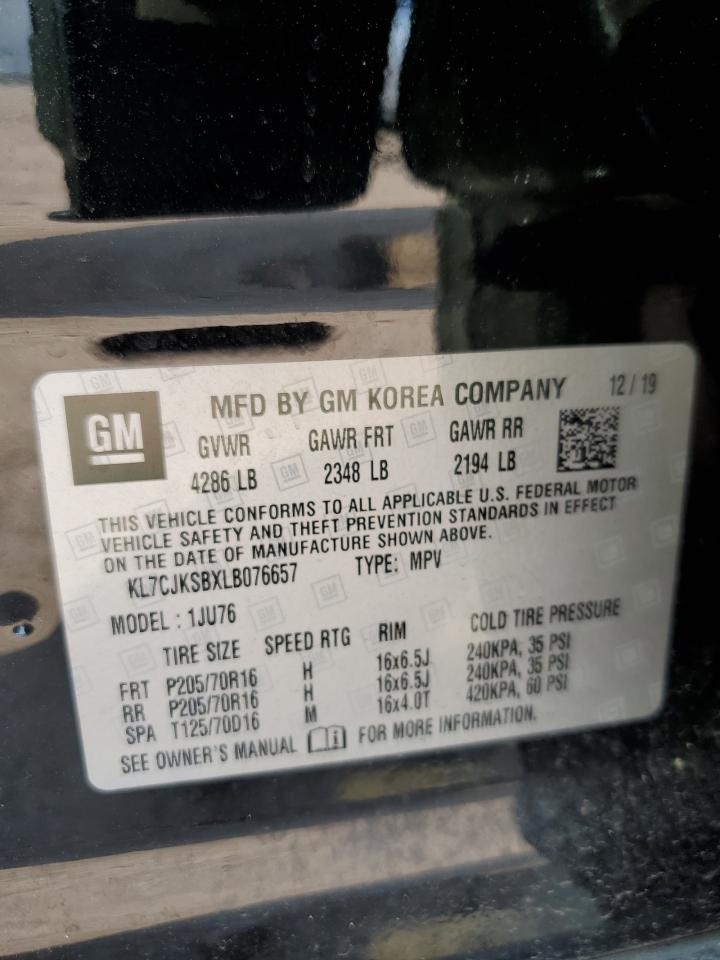 GM
MFD BY GM KOREA COMPANY 12/19
GVWR GAWR FRT GAWR RR
4286 LB 2348 LB 2194 LB
THIS VEHICLE CONFORMS TO ALL APPLICABLE U.S. FEDERAL MOTOR
VEHICLE SAFETY AND THEFT PREVENTION STANDARDS IN EFFECT
ON THE DATE OF MANUFACTURE SHOWN ABOVE.
KL7CJKSBXLB076657 TYPE: MPV
MODEL : 1JU76
TIRE SIZE SPEED RTG RIM COLD TIRE PRESSURE
FRT P205/70R16 H 16x6.5J 240KPA, 35 PSI
RR P205/70R16 H 16x6.5J 240KPA, 35 PSI
SPA T125/70D16 M 16x4.0T 420KPA, 60 PSI
SEE OWNER'S MANUAL FOR MORE INFORMATION.